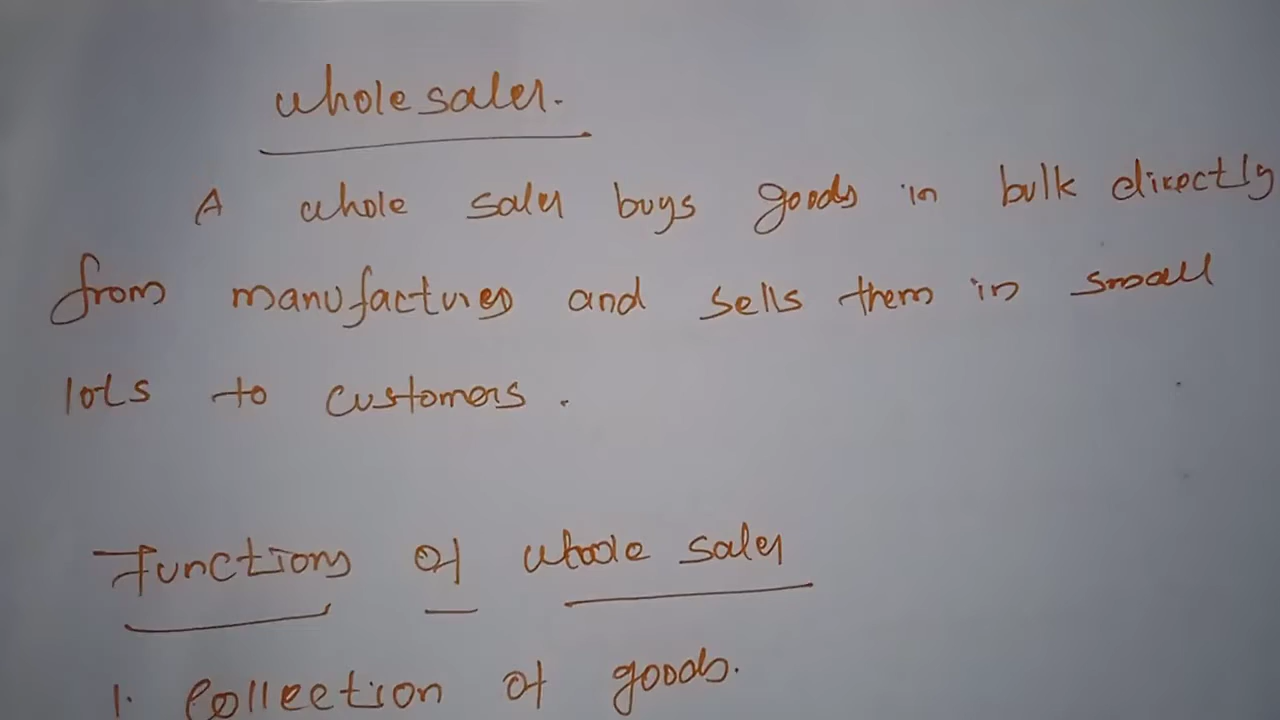 wholesaler.
A whole saler buys goods in bulk directly
from manufactures and sells them in small
lots to customers.
Functions of whole saler
1. Collection of goods.